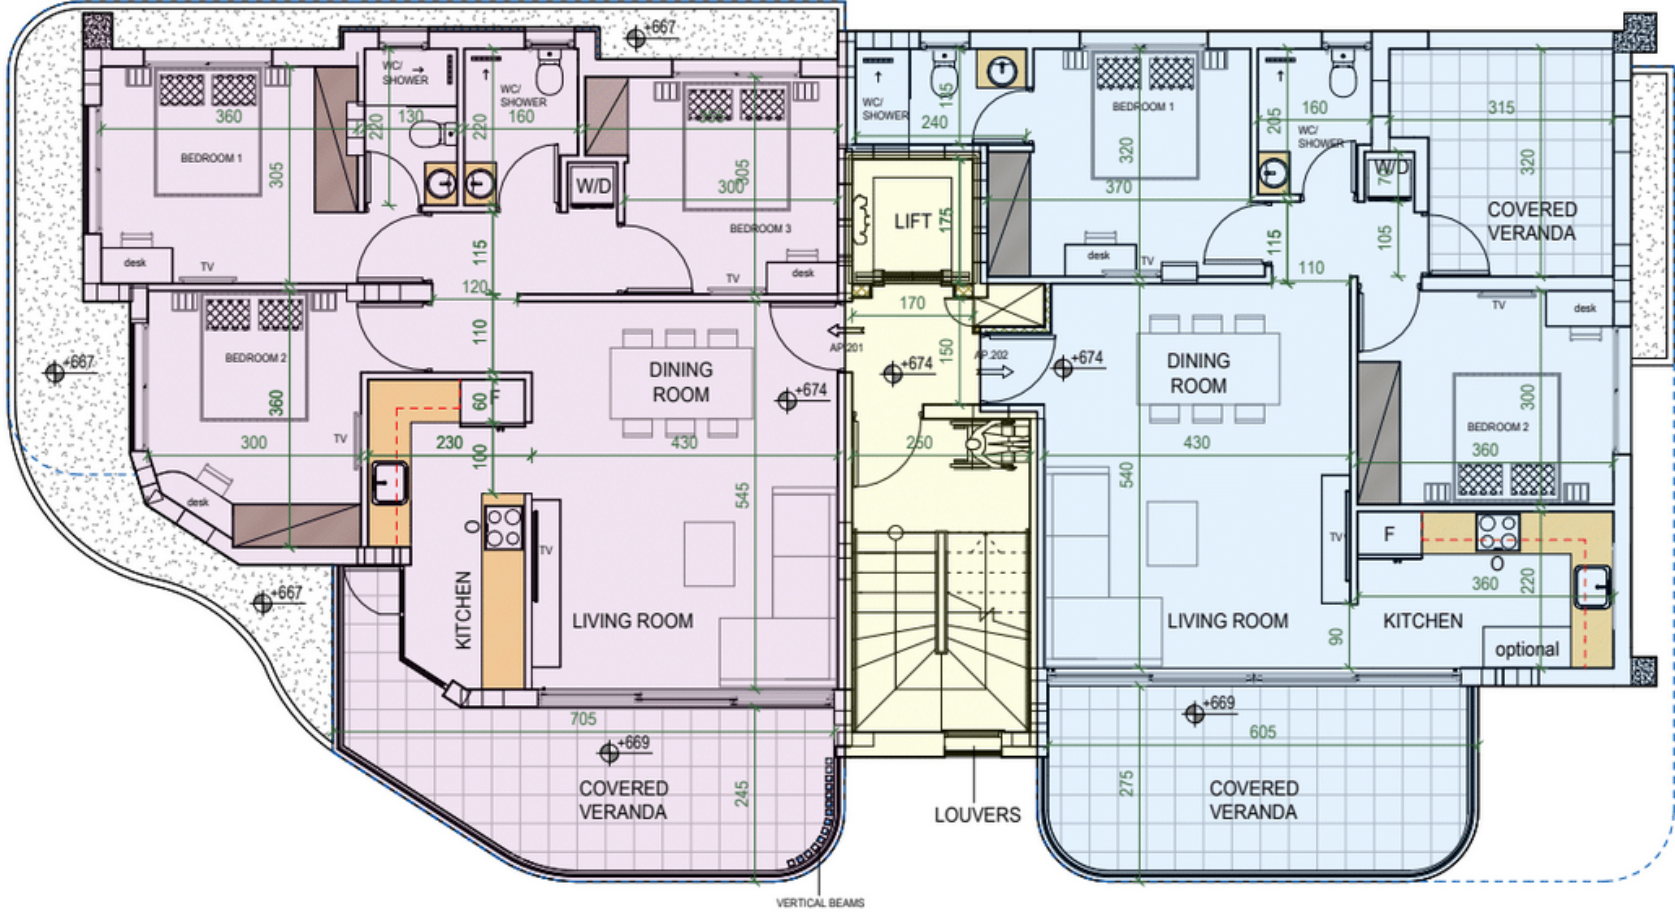 +667
WC/
SHOWER
360
220
130
BEDROOM 1
305
desk
TV
WC/
SHOWER
220
160
W/D
305
300
BEDROOM 3
TV
desk
115
120
110
BEDROOM 2
360
300
TV
desk
+667
+667
F
60
230
100
430
DINING
ROOM
+674
545
O
TV
KITCHEN
LIVING ROOM
705
+669
COVERED
VERANDA
245
VERTICAL BEAMS
WC/
SHOWER
240
LIFT
175
170
150
AP.201
AP.202
+674
260
LOUVERS
BEDROOM 1
320
370
desk
TV
205
160
WC/
SHOWER
W/D
315
320
COVERED
VERANDA
115
105
110
+674
DINING
ROOM
430
540
TV
desk
300
BEDROOM 2
360
F
O
TV
360
220
LIVING ROOM
KITCHEN
90
optional
+669
605
275
COVERED
VERANDA